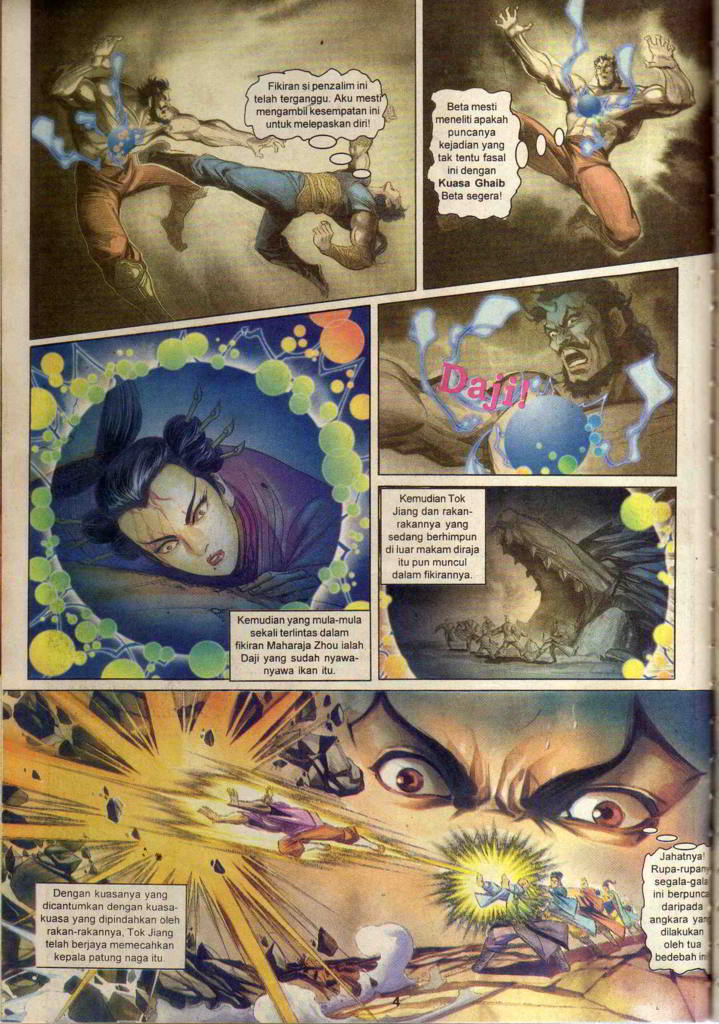 Fikiran si penzalim ini
telah terganggu. Aku mesti
mengambil kesempatan ini
untuk melepaskan diri!
Beta mesti
meneliti apakah
puncanya
kejadian yang
tak tentu fasal
ini dengan
Kuasa Ghaib
Beta segera!
Daji!
Kemudian yang mula-mula
sekali terlintas dalam
fikiran Maharaja Zhou ialah
Daji yang sudah nyawa-
nyawa ikan itu.
Kemudian Tok
Jiang dan rakan-
rakannya yang
sedang berhimpun
di luar makam diraja
itu pun muncul
dalam fikirannya.
Dengan kuasanya yang
dicantumkan dengan kuasa-
kuasa yang dipindahkan oleh
rakan-rakannya, Tok Jiang
telah berjaya memecahkan
kepala patung naga itu.
Jahatnya!
Rupa-rupany
segala-gala
ini berpunca
daripada
angkara yang
dilakukan
oleh tua
bedebah ini
4